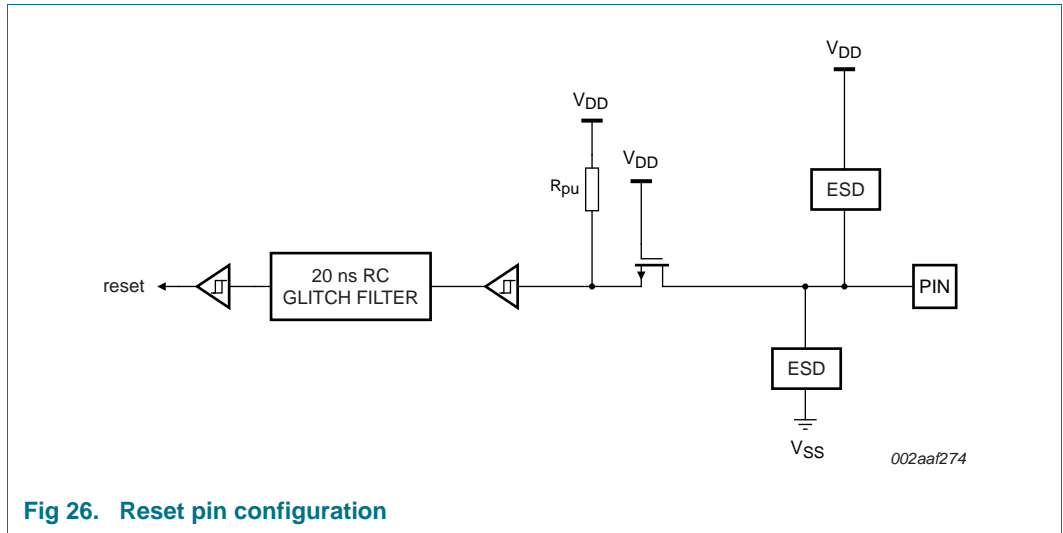 VDD
VDD
VDD
Rpu
ESD
reset
20 ns RC
GLITCH FILTER
PIN
ESD
VSS
002aaf274
Fig 26. Reset pin configuration